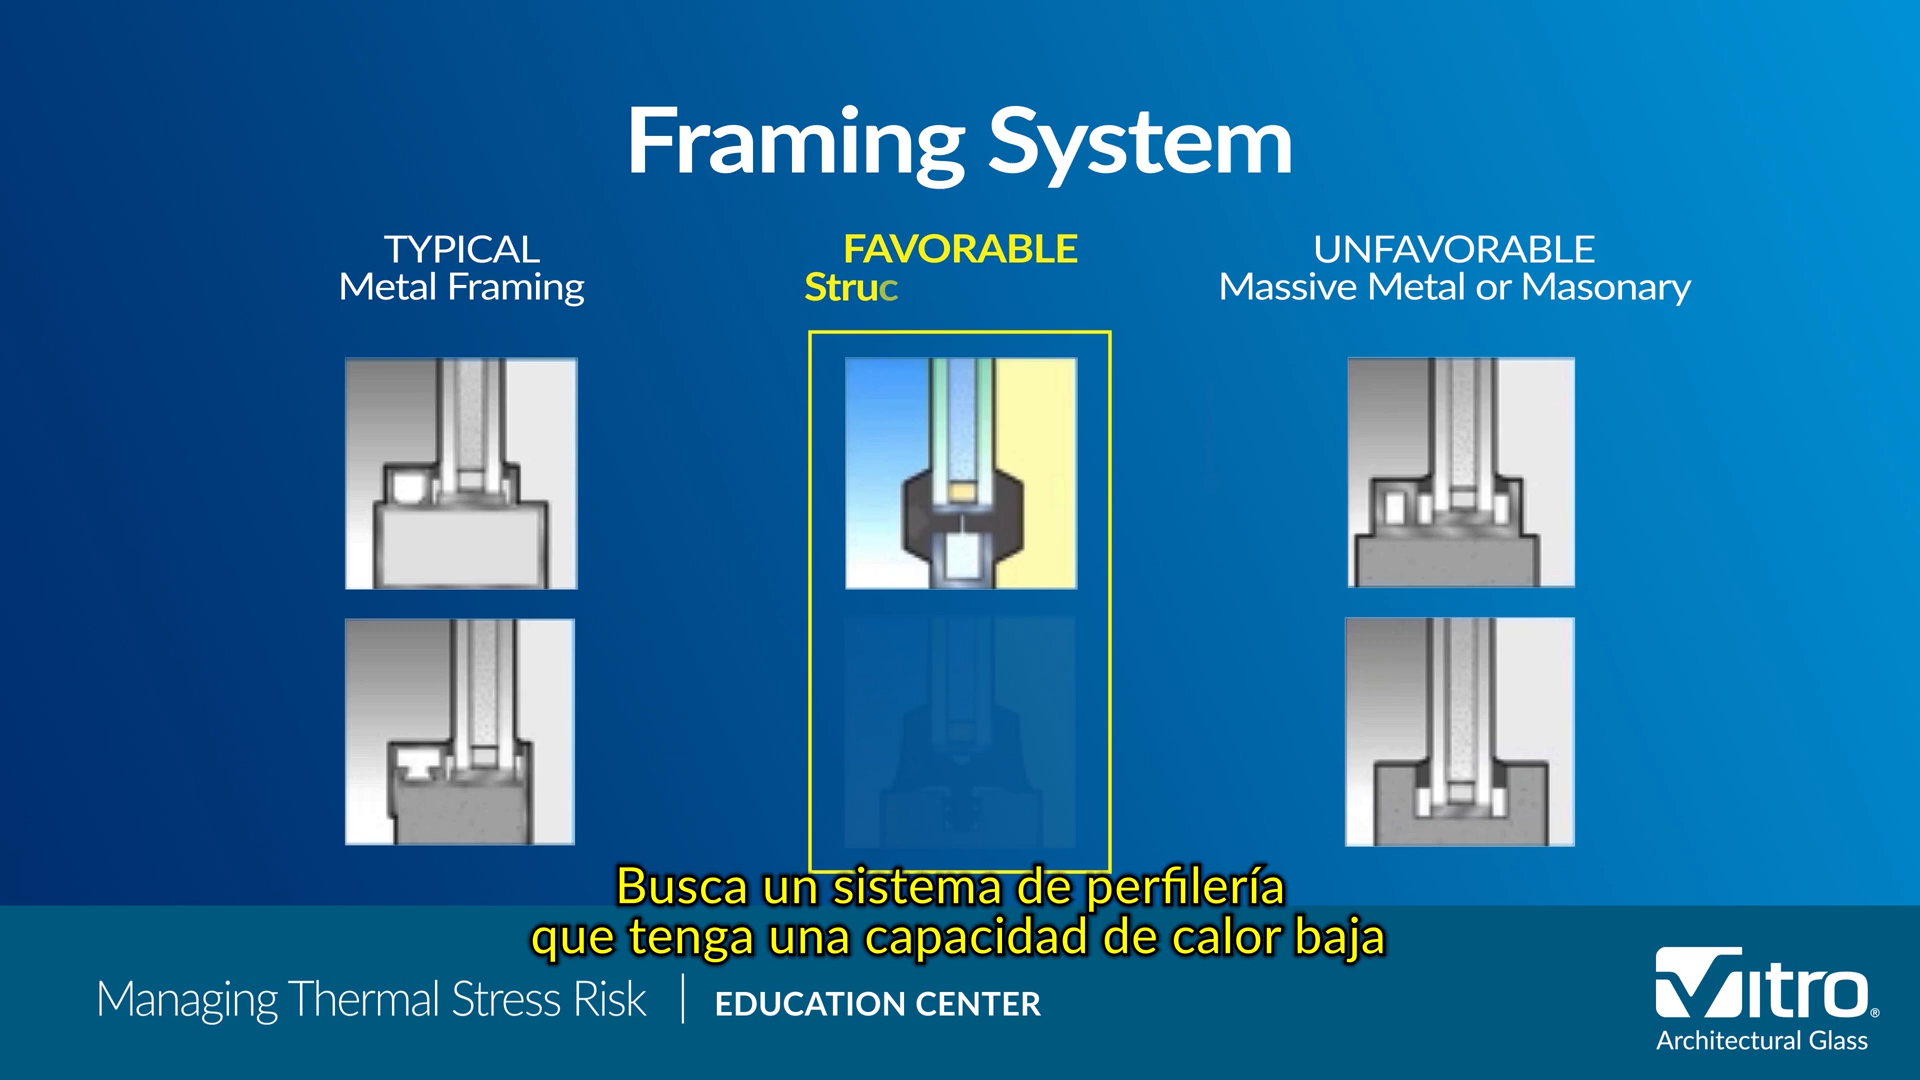 Framing System
TYPICAL
Metal Framing
FAVORABLE
Struc
UNFAVORABLE
Massive Metal or Masonary
Busca un sistema de perfilería
que tenga una capacidad de calor baja
Managing Thermal Stress Risk | EDUCATION CENTER
Vitro®
Architectural Glass